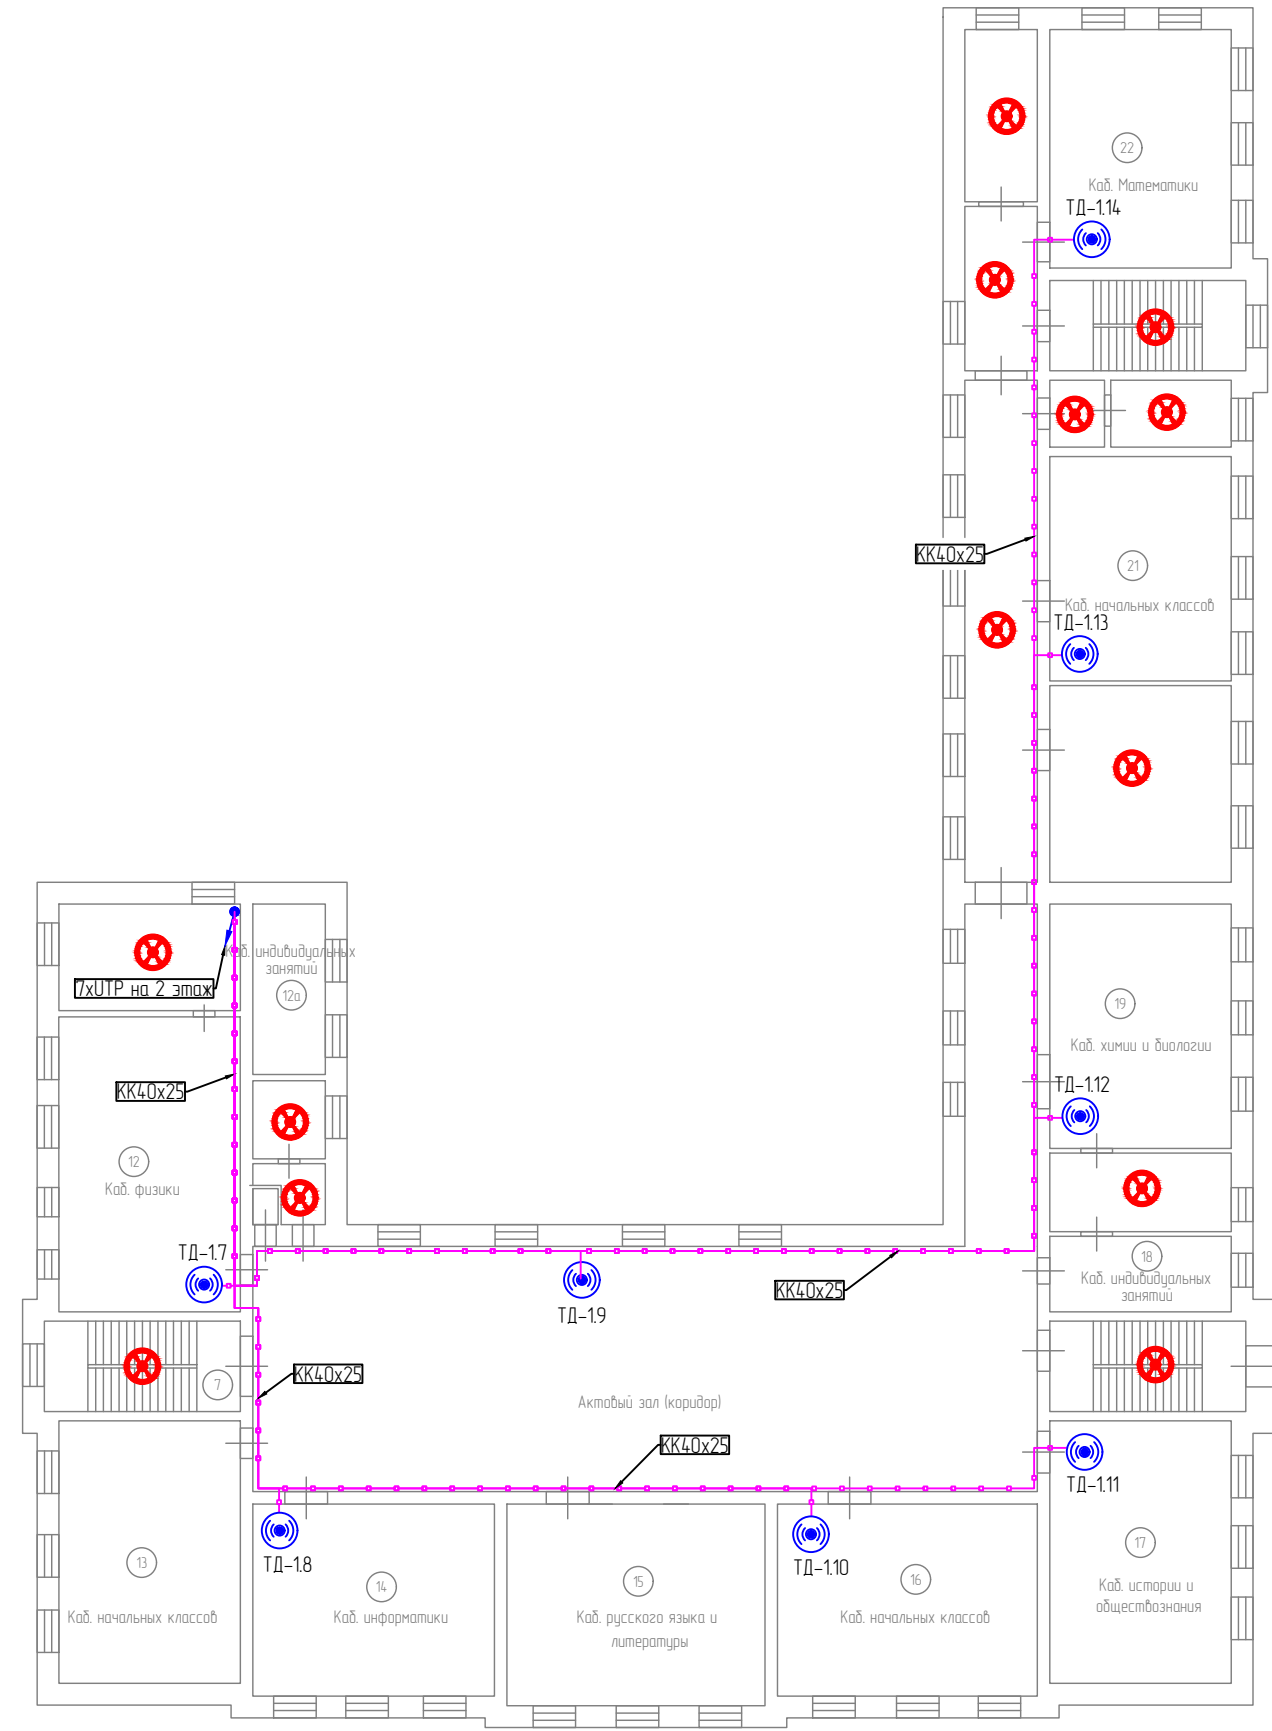 22
Каб. Математики
ТД-1.14
КК40х25
21
Каб. начальных классов
ТД-1.13
Каб. индивидуальных
занятий
12а
7хUTP на 2 этаж
19
Каб. химии и биологии
КК40х25
ТД-1.12
12
Каб. физики
ТД-1.7
18
Каб. индивидуальных
занятий
КК40х25
ТД-1.9
КК40х25
7
Актовый зал (коридор)
КК40х25
ТД-1.11
ТД-1.8
ТД-1.10
13
14
15
16
17
Каб. начальных классов
Каб. информатики
Каб. русского языка и
литературы
Каб. начальных классов
Каб. истории и
обществознания